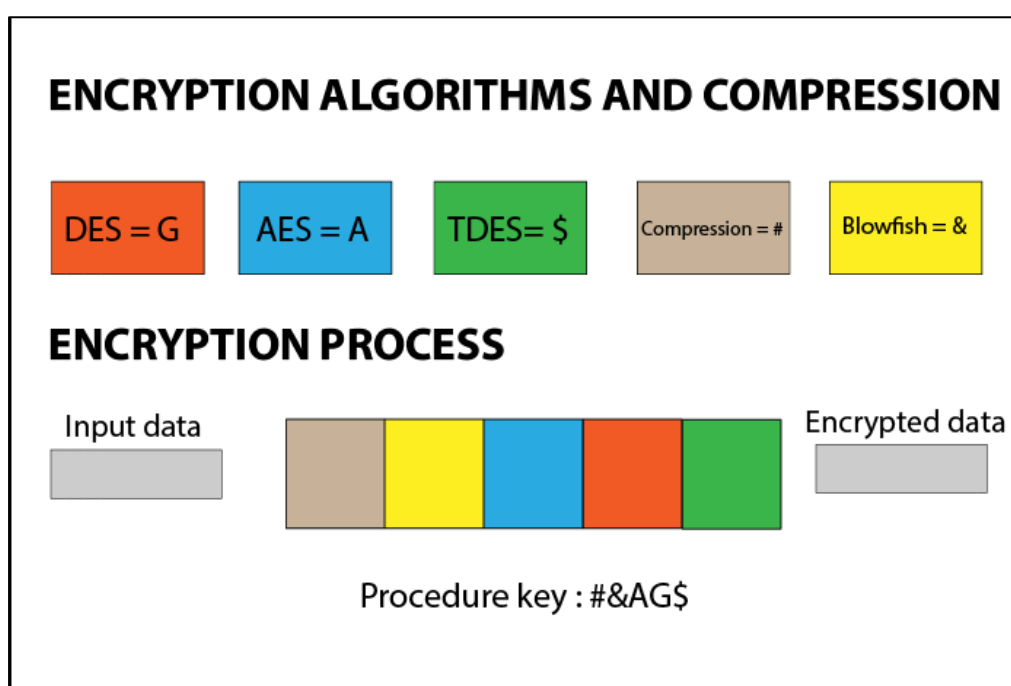 ENCRYPTION ALGORITHMS AND COMPRESSION
DES = G
AES = A
TDES= $
Compression = #
Blowfish = &
ENCRYPTION PROCESS
Input data
Encrypted data
Procedure key : #&AG$